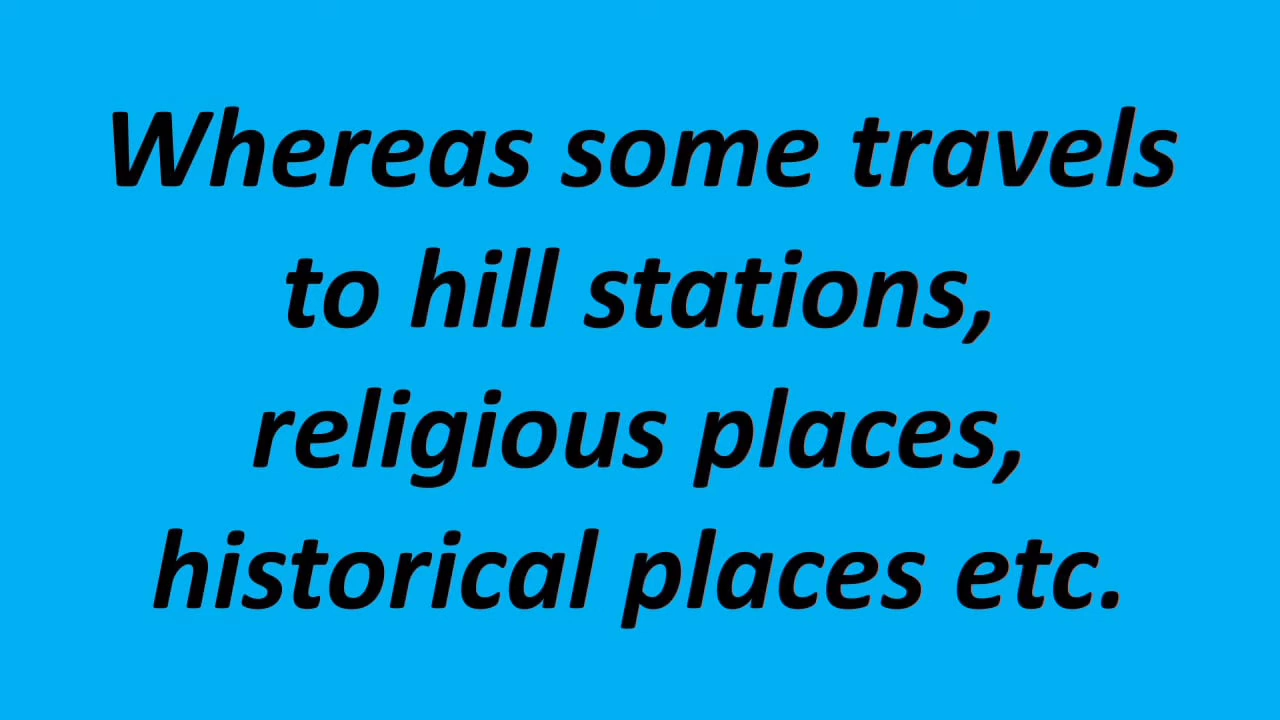 Whereas some travels
to hill stations,
religious places,
historical places etc.